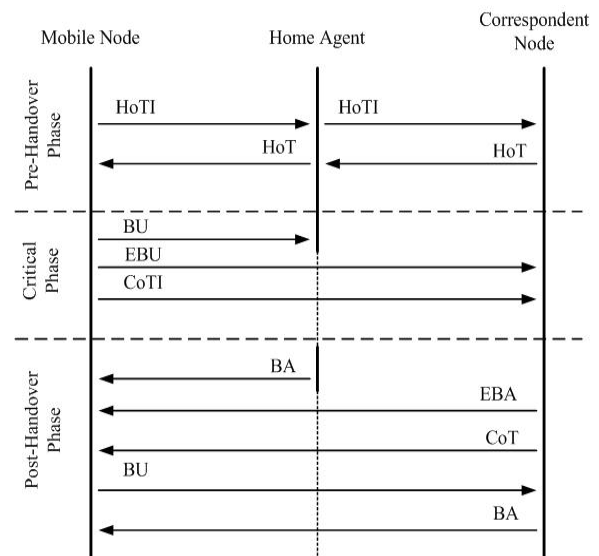 Mobile Node
Home Agent
Correspondent
Node
Pre-Handover
Phase
HoTI
HoTI
HoT
HoT
Critical
Phase
BU
EBU
CoTI
Post-Handover
Phase
BA
EBA
CoT
BU
BA